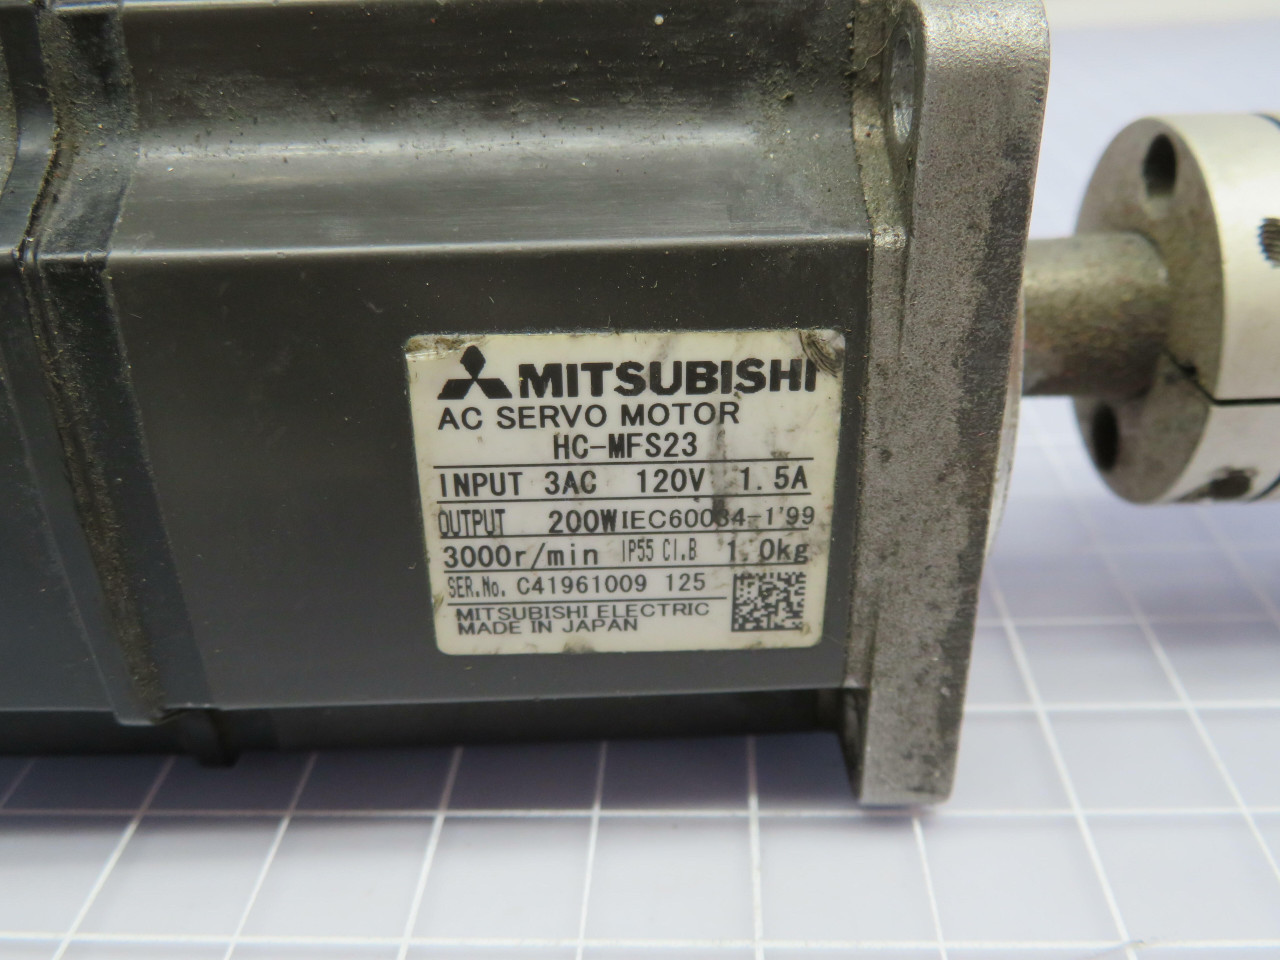 MITSUBISHI
AC SERVO MOTOR
HC-MFS23
INPUT 3AC 120V 1.5A
OUTPUT 200W IEC60034-1'99
3000r/min IP55 Cl.B 1.0kg
SER.No. C41961009 125
MITSUBISHI ELECTRIC
MADE IN JAPAN